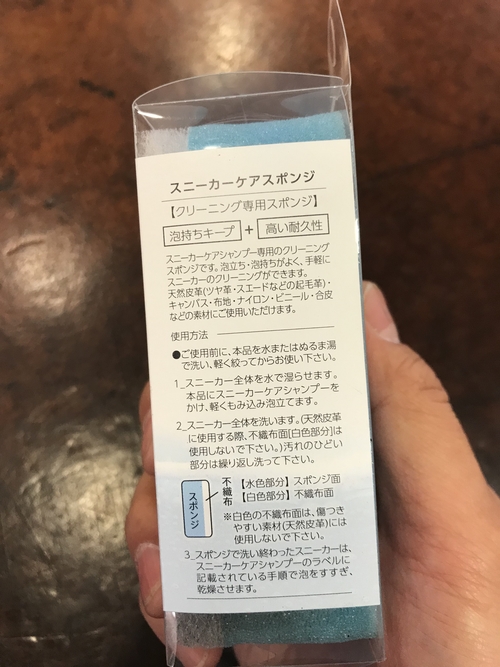 スニーカーケアスポンジ
【クリーニング専用スポンジ】
泡持ちキープ + 高い耐久性
スニーカーケアシャンプー専用のクリーニング
スポンジです。泡立ち・泡持ちがよく、手軽に
スニーカーのクリーニングができます。
天然皮革(ツヤ革・スエードなどの起毛革)・
キャンバス・布地・ナイロン・ビニール・合皮
などの素材にご使用いただけます。
使用方法
●ご使用前に、本品を水またはぬるま湯
で洗い、軽く絞ってからお使い下さい。
1_スニーカー全体を水で湿らせます。
本品にスニーカーケアシャンプーを
かけ、軽くもみ込み泡立てます。
2_スニーカー全体を洗います。(天然皮革
に使用する際、不織布面[白色部分]は
使用しないで下さい。)汚れのひどい
部分は繰り返し洗って下さい。
スポンジ
不織布
【水色部分】スポンジ面
【白色部分】不織布面
※白色の不織布面は、傷つき
やすい素材(天然皮革)には
使用しないで下さい。
3_スポンジで洗い終わったスニーカーは、
スニーカーケアシャンプーのラベルに
記載されている手順で泡をすすぎ、
乾燥させます。